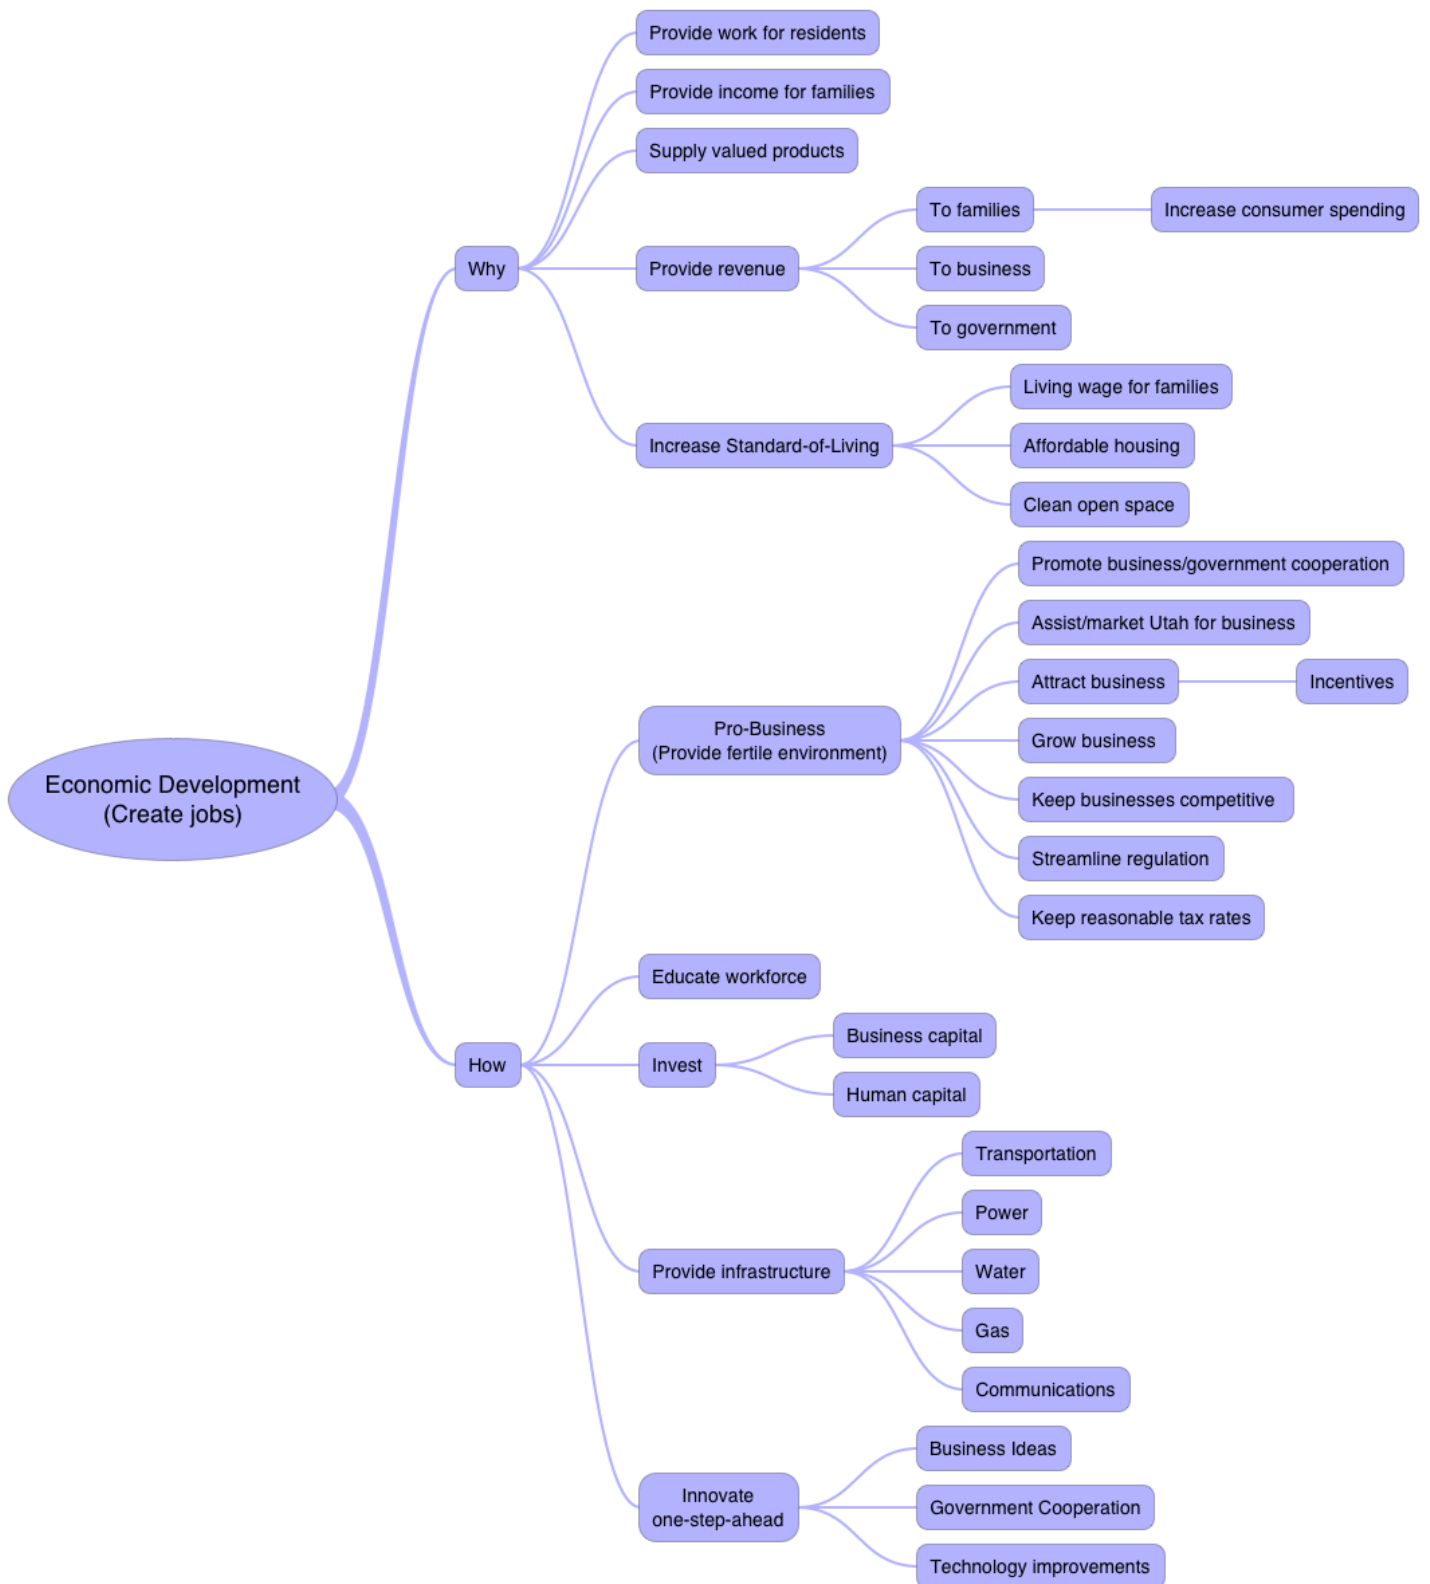 Provide work for residents
Provide income for families
Supply valued products
To families
Increase consumer spending
Why
Provide revenue
To business
To government
Living wage for families
Increase Standard-of-Living
Affordable housing
Clean open space
Promote business/government cooperation
Assist/market Utah for business
Attract business
Incentives
Pro-Business
(Provide fertile environment)
Grow business
Economic Development
(Create jobs)
Keep businesses competitive
Streamline regulation
Keep reasonable tax rates
Educate workforce
Business capital
How
Invest
Human capital
Transportation
Power
Provide infrastructure
Water
Gas
Communications
Business Ideas
Innovate
one-step-ahead
Government Cooperation
Technology improvements